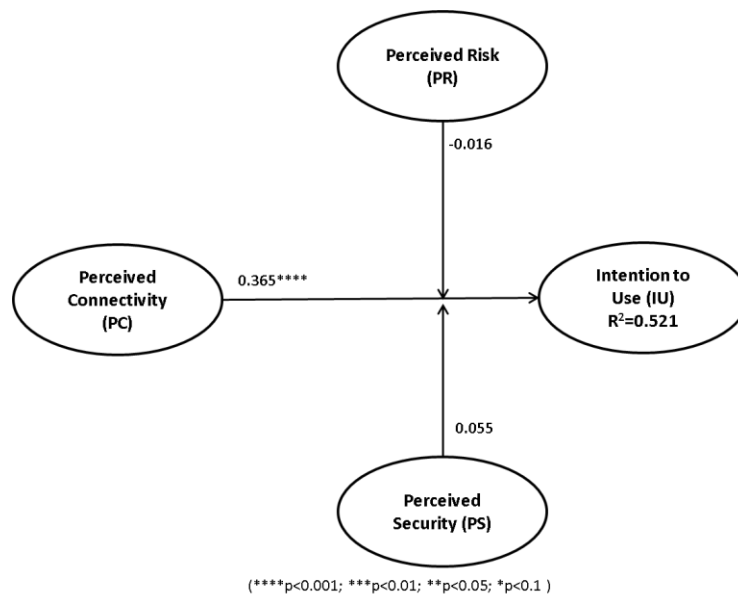 Perceived Risk
(PR)
-0.016
0.365****
Perceived
Connectivity
(PC)
Intention to
Use (IU)
R²=0.521
0.055
Perceived
Security (PS)
(****p<0.001; ***p<0.01; **p<0.05; *p<0.1 )